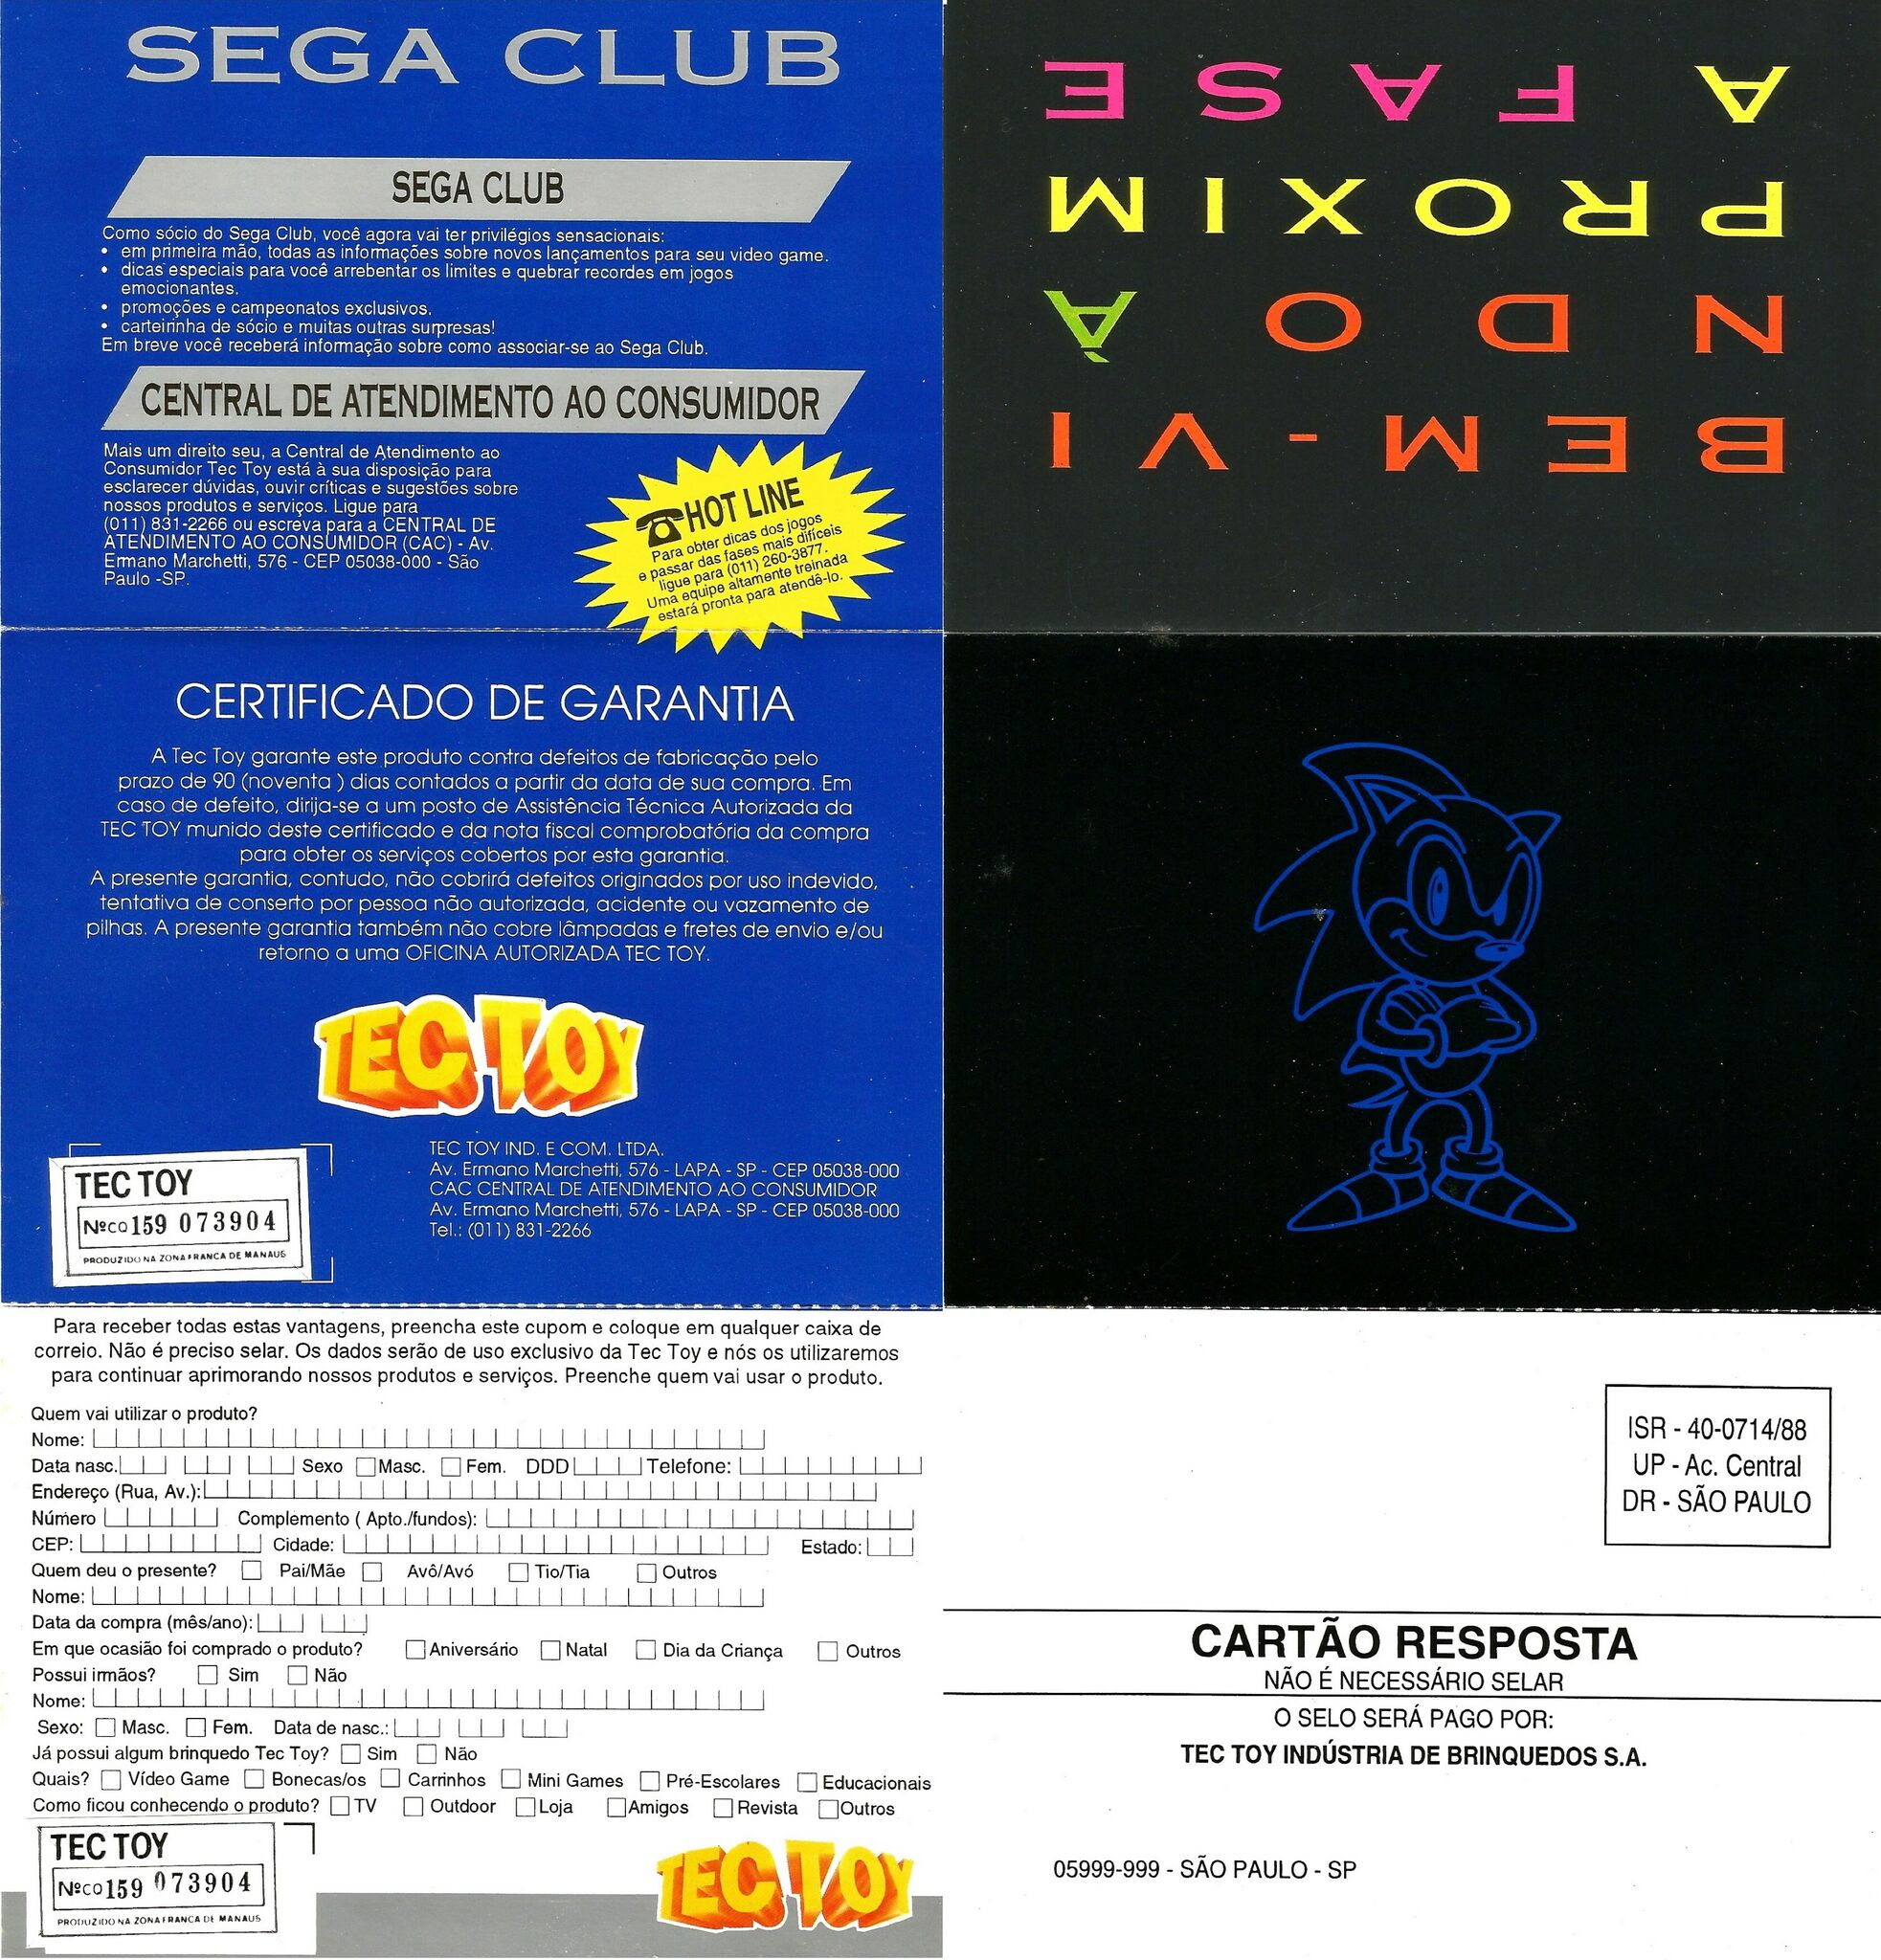 SEGA CLUB
SEGA CLUB
Como sócio do Sega Club, você agora vai ter privilégios sensacionais:
• em primeira mão, todas as informações sobre novos lançamentos para seu video game.
• dicas especiais para você arrebentar os limites e quebrar recordes em jogos
emocionantes.
• promoções e campeonatos exclusivos.
• carteirinha de sócio e muitas outras surpresas!
Em breve você receberá informação sobre como associar-se ao Sega Club.
CENTRAL DE ATENDIMENTO AO CONSUMIDOR
Mais um direito seu, a Central de Atendimento ao
Consumidor Tec Toy está à sua disposição para
esclarecer dúvidas, ouvir críticas e sugestões sobre
nossos produtos e serviços. Ligue para
(011) 831-2266 ou escreva para a CENTRAL DE
ATENDIMENTO AO CONSUMIDOR (CAC) - Av.
Ermano Marchetti, 576 - CEP 05038-000 - São
Paulo -SP.
HOT LINE
Para obter dicas dos jogos
e passar das fases mais difíceis
ligue para (011) 260-3877.
Uma equipe altamente treinada
estará pronta para atendê-lo.
CERTIFICADO DE GARANTIA
A Tec Toy garante este produto contra defeitos de fabricação pelo
prazo de 90 (noventa ) dias contados a partir da data de sua compra. Em
caso de defeito, dirija-se a um posto de Assistência Técnica Autorizada da
TEC TOY munido deste certificado e da nota fiscal comprobatória da compra
para obter os serviços cobertos por esta garantia.
A presente garantia, contudo, não cobrirá defeitos originados por uso indevido,
tentativa de conserto por pessoa não autorizada, acidente ou vazamento de
pilhas. A presente garantia também não cobre lâmpadas e fretes de envio e/ou
retorno a uma OFICINA AUTORIZADA TEC TOY.
TEC TOY
TEC TOY IND. E COM. LTDA.
Av. Ermano Marchetti, 576 - LAPA - SP - CEP 05038-000
CAC CENTRAL DE ATENDIMENTO AO CONSUMIDOR
Av. Ermano Marchetti, 576 - LAPA - SP - CEP 05038-000
Tel.: (011) 831-2266
TEC TOY
Nºco159 073904
PRODUZIDO NA ZONA FRANCA DE MANAUS
Para receber todas estas vantagens, preencha este cupom e coloque em qualquer caixa de
correio. Não é preciso selar. Os dados serão de uso exclusivo da Tec Toy e nós os utilizaremos
para continuar aprimorando nossos produtos e serviços. Preenche quem vai usar o produto.
Quem vai utilizar o produto?
Nome:
Data nasc. Sexo Masc. Fem. DDD Telefone:
Endereço (Rua, Av.):
Número Complemento ( Apto./fundos):
CEP: Cidade: Estado:
Quem deu o presente? Pai/Mãe Avô/Avó Tio/Tia Outros
Nome:
Data da compra (mês/ano):
Em que ocasião foi comprado o produto? Aniversário Natal Dia da Criança Outros
Possui irmãos? Sim Não
Nome:
Sexo: Masc. Fem. Data de nasc.:
Já possui algum brinquedo Tec Toy? Sim Não
Quais? Vídeo Game Bonecas/os Carrinhos Mini Games Pré-Escolares Educacionais
Como ficou conhecendo o produto? TV Outdoor Loja Amigos Revista Outros
TEC TOY
Nºco159 073904
PRODUZIDO NA ZONA FRANCA DE MANAUS
TEC TOY
BEM-VI
NDO À
PROXIM
A FASE
ISR - 40-0714/88
UP - Ac. Central
DR - SÃO PAULO
CARTÃO RESPOSTA
NÃO É NECESSÁRIO SELAR
O SELO SERÁ PAGO POR:
TEC TOY INDÚSTRIA DE BRINQUEDOS S.A.
05999-999 - SÃO PAULO - SP